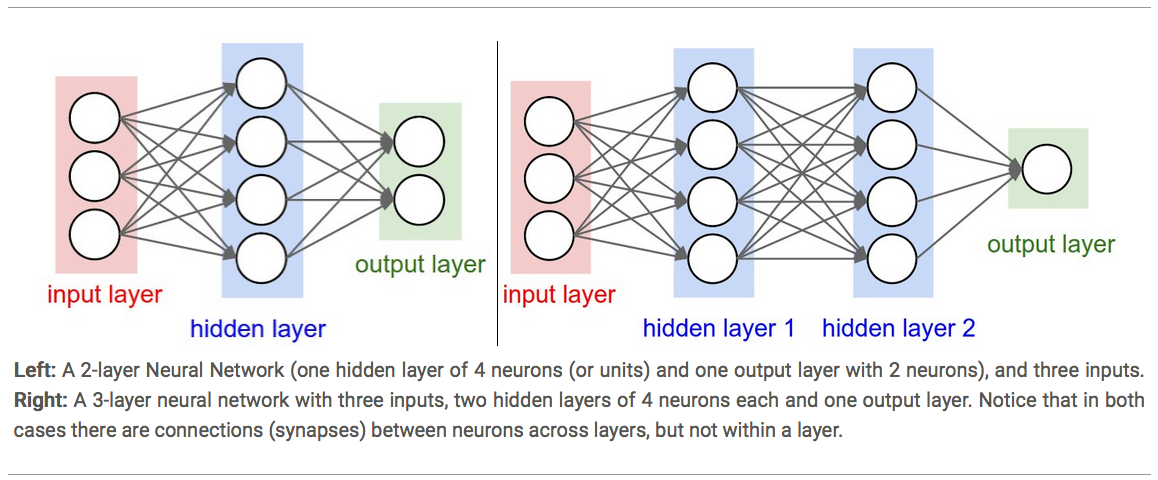 input layer
hidden layer
output layer
input layer
hidden layer 1
hidden layer 2
output layer
Left: A 2-layer Neural Network (one hidden layer of 4 neurons (or units) and one output layer with 2 neurons), and three inputs.
Right: A 3-layer neural network with three inputs, two hidden layers of 4 neurons each and one output layer. Notice that in both
cases there are connections (synapses) between neurons across layers, but not within a layer.